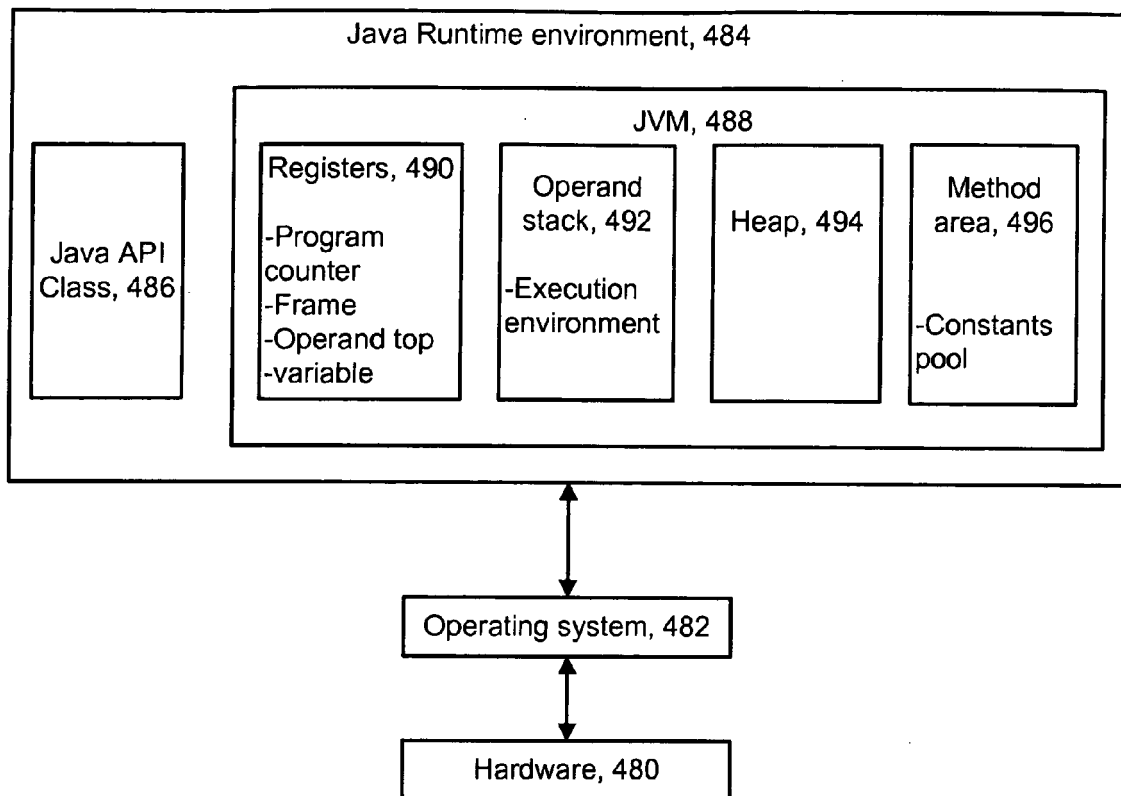 Java Runtime environment, 484
JVM, 488
Java API
Class, 486
Registers, 490
-Program
counter
-Frame
-Operand top
-variable
Operand
stack, 492
-Execution
environment
Heap, 494
Method
area, 496
-Constants
pool
Operating system, 482
Hardware, 480